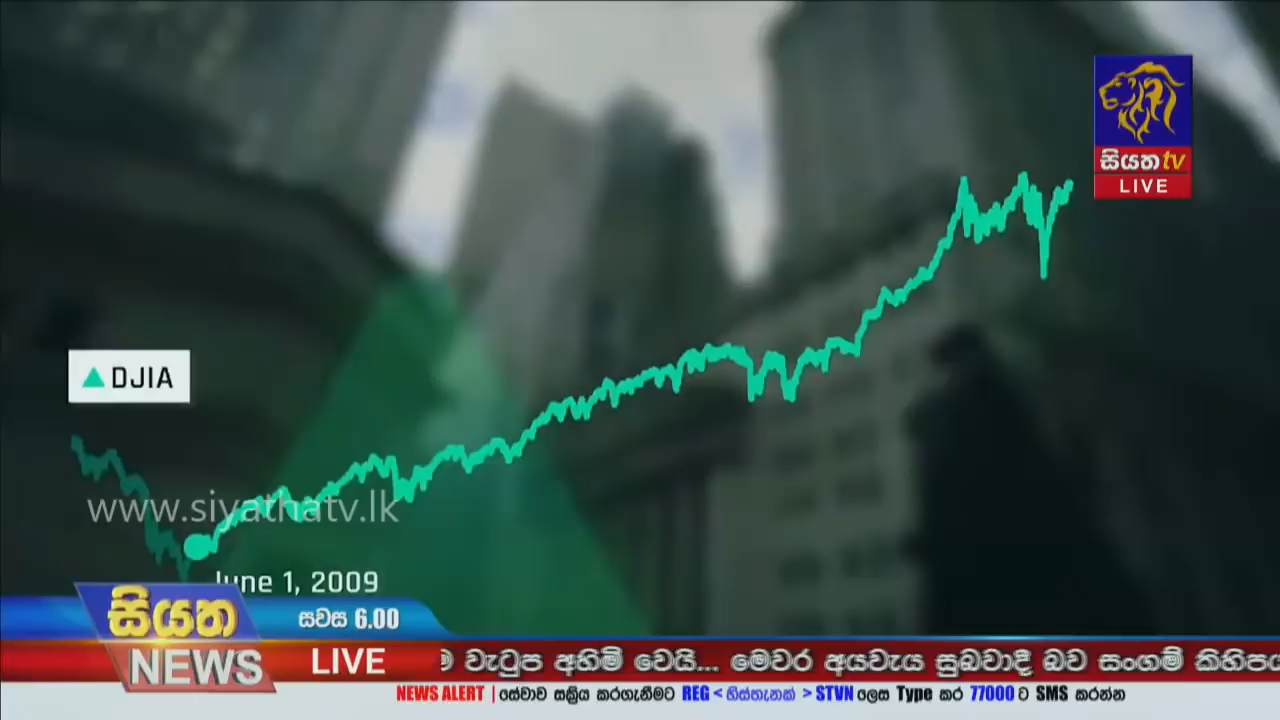 සියත tv
LIVE
DJIA
www.siyathatv.lk
June 1, 2009
සියත
NEWS
සවස 6.00
LIVE
ම වැටුප අහිමි වෙයි... මෙවර අයවැය සුබවාදී බව සංගම් කිහිපය
NEWS ALERT | සේවාව සක්‍රිය කරගැනීමට REG < හිස්තැනක් > STVN ලෙස Type කර 77000 ට SMS කරන්න